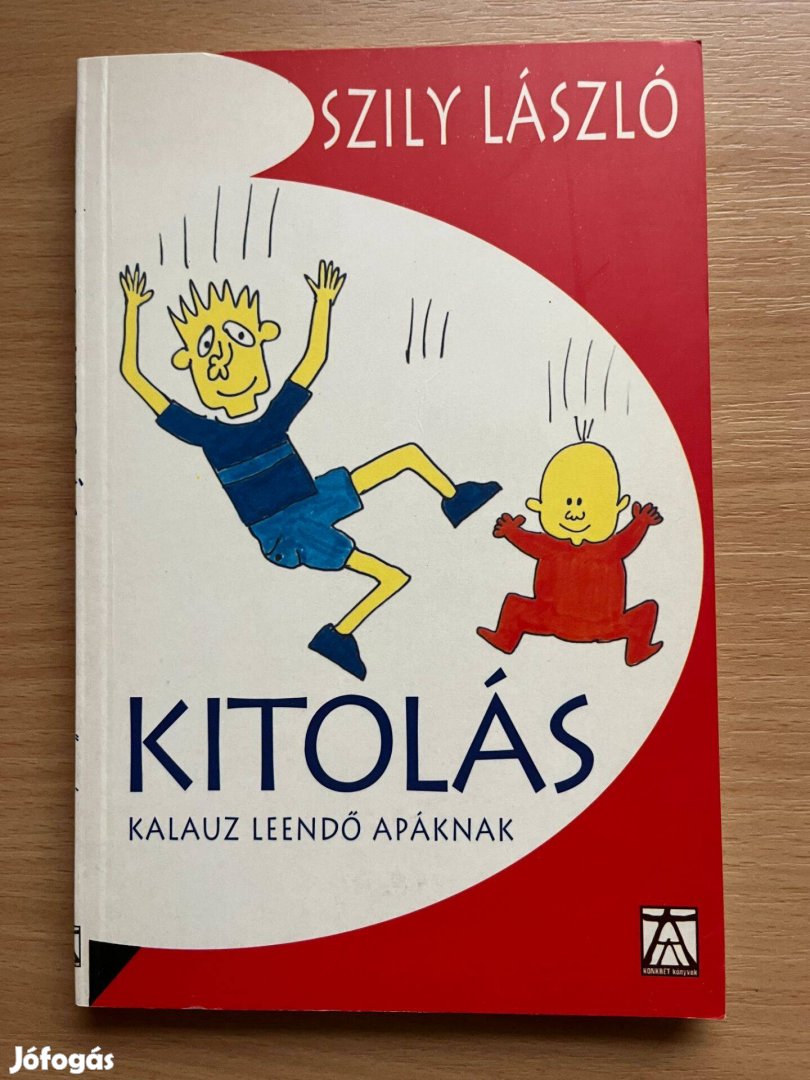 SZILY LÁSZLÓ
KITOLÁS
KALAUZ LEENDŐ APÁKNAK
KONKRÉT könyvek
Jófogás